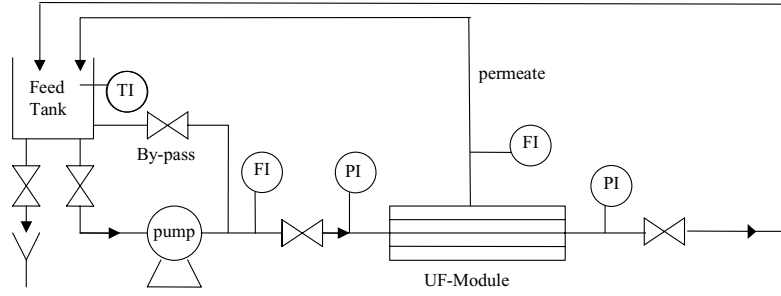 permeate
Feed
Tank
TI
By-pass
FI
PI
FI
PI
pump
UF-Module